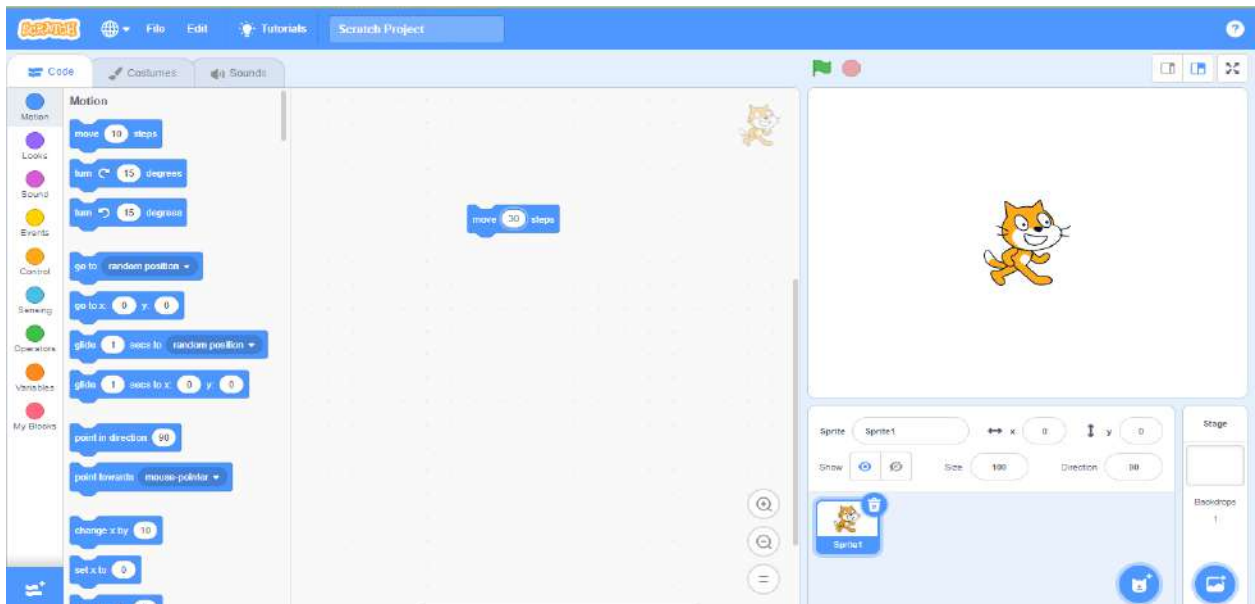 SCRATCH
File Edit Tutorials Scratch Project
?
Code Costumes Sounds
Motion
Looks
Sound
Events
Control
Sensing
Operators
Variables
My Blocks
Motion
move 10 steps
turn 15 degrees
turn 15 degrees
go to random position
go to x: 0 y: 0
glide 1 secs to random position
glide 1 secs to x: 0 y: 0
point in direction 90
point towards mouse-pointer
change x by 10
set x to 0
move 30 steps
Sprite Sprite1 x 0 y 0
Show Size 100 Direction 90
Sprite1
Stage
Backdrops
1